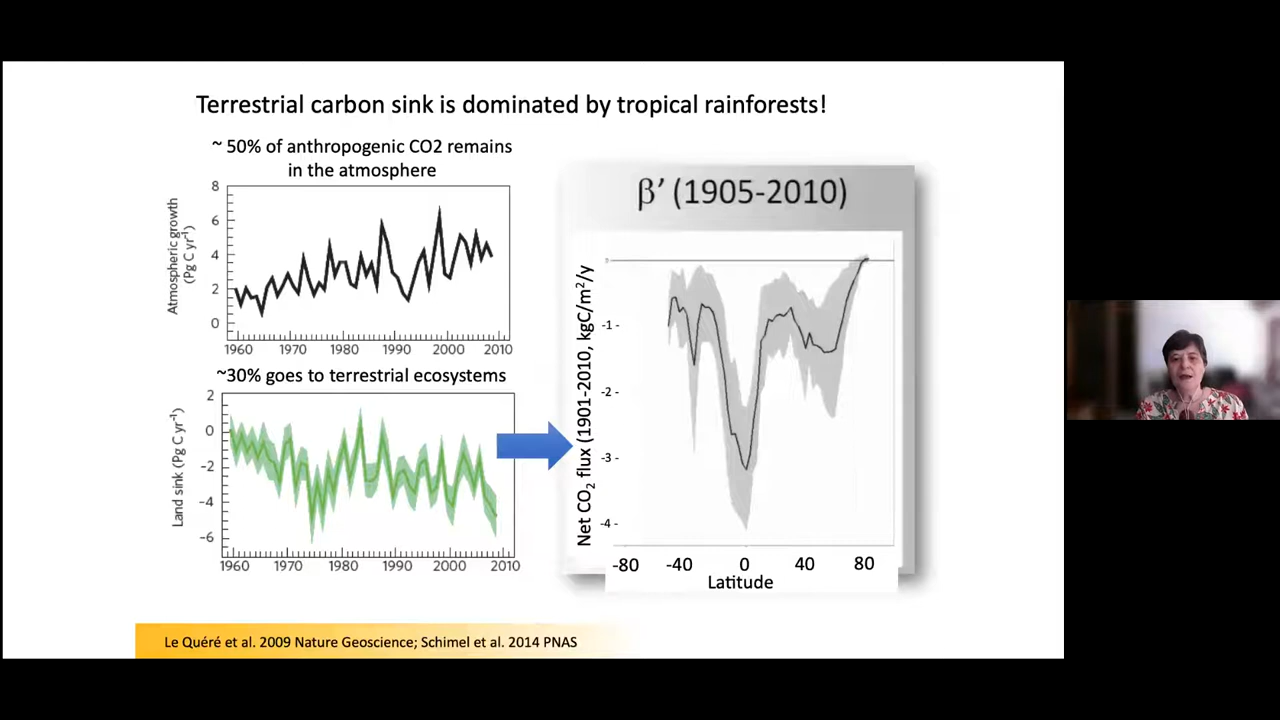 Terrestrial carbon sink is dominated by tropical rainforests!
~ 50% of anthropogenic CO2 remains
in the atmosphere
Atmospheric growth
(Pg C yr⁻¹)
8
6
4
2
0
1960 1970 1980 1990 2000 2010
~30% goes to terrestrial ecosystems
Land sink (Pg C yr⁻¹)
2
0
-2
-4
-6
1960 1970 1980 1990 2000 2010
β’ (1905-2010)
Net CO₂ flux (1901-2010, kgC/m²/y)
0
-1
-2
-3
-4
-80 -40 0 40 80
Latitude
Le Quéré et al. 2009 Nature Geoscience; Schimel et al. 2014 PNAS